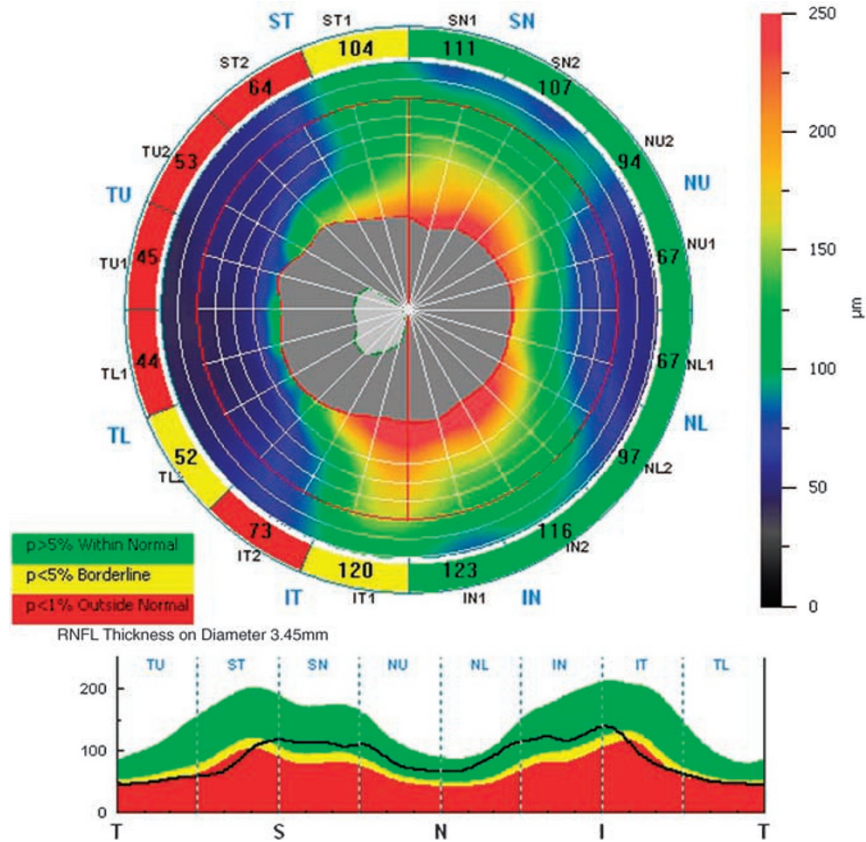 ST ST1 SN1 SN 250
104 111
ST2 SN2
64 107
200
TU2 53 94 NU2
TU NU
150
TU1 45 67 NU1
µm
TL1 44 67 NL1
100
TL NL
TL2 52 97 NL2
50
73 116
p>5% Within Normal IT2 IN2
p<5% Borderline 120 123
IT IT1 IN1 IN 0
p<1% Outside Normal
RNFL Thickness on Diameter 3.45mm
TU ST SN NU NL IN IT TL
200
100
0
T S N I T